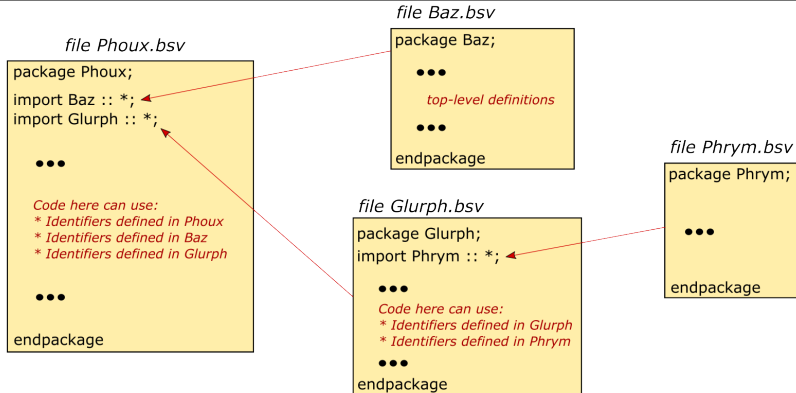 file Phoux.bsv
package Phoux;
import Baz :: *;
import Glurph :: *;
•••
Code here can use:
* Identifiers defined in Phoux
* Identifiers defined in Baz
* Identifiers defined in Glurph
•••
endpackage
file Baz.bsv
package Baz;
•••
top-level definitions
•••
endpackage
file Glurph.bsv
package Glurph;
import Phrym :: *;
•••
Code here can use:
* Identifiers defined in Glurph
* Identifiers defined in Phrym
•••
endpackage
file Phrym.bsv
package Phrym;
•••
endpackage